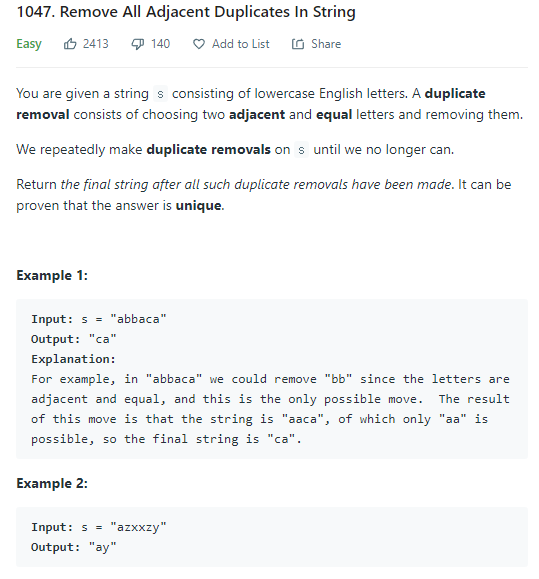 1047. Remove All Adjacent Duplicates In String
Easy 2413 140 Add to List Share
You are given a string s consisting of lowercase English letters. A duplicate
removal consists of choosing two adjacent and equal letters and removing them.
We repeatedly make duplicate removals on s until we no longer can.
Return the final string after all such duplicate removals have been made. It can be
proven that the answer is unique.
Example 1:
Input: s = "abbaca"
Output: "ca"
Explanation:
For example, in "abbaca" we could remove "bb" since the letters are
adjacent and equal, and this is the only possible move.  The result
of this move is that the string is "aaca", of which only "aa" is
possible, so the final string is "ca".
Example 2:
Input: s = "azxxzy"
Output: "ay"